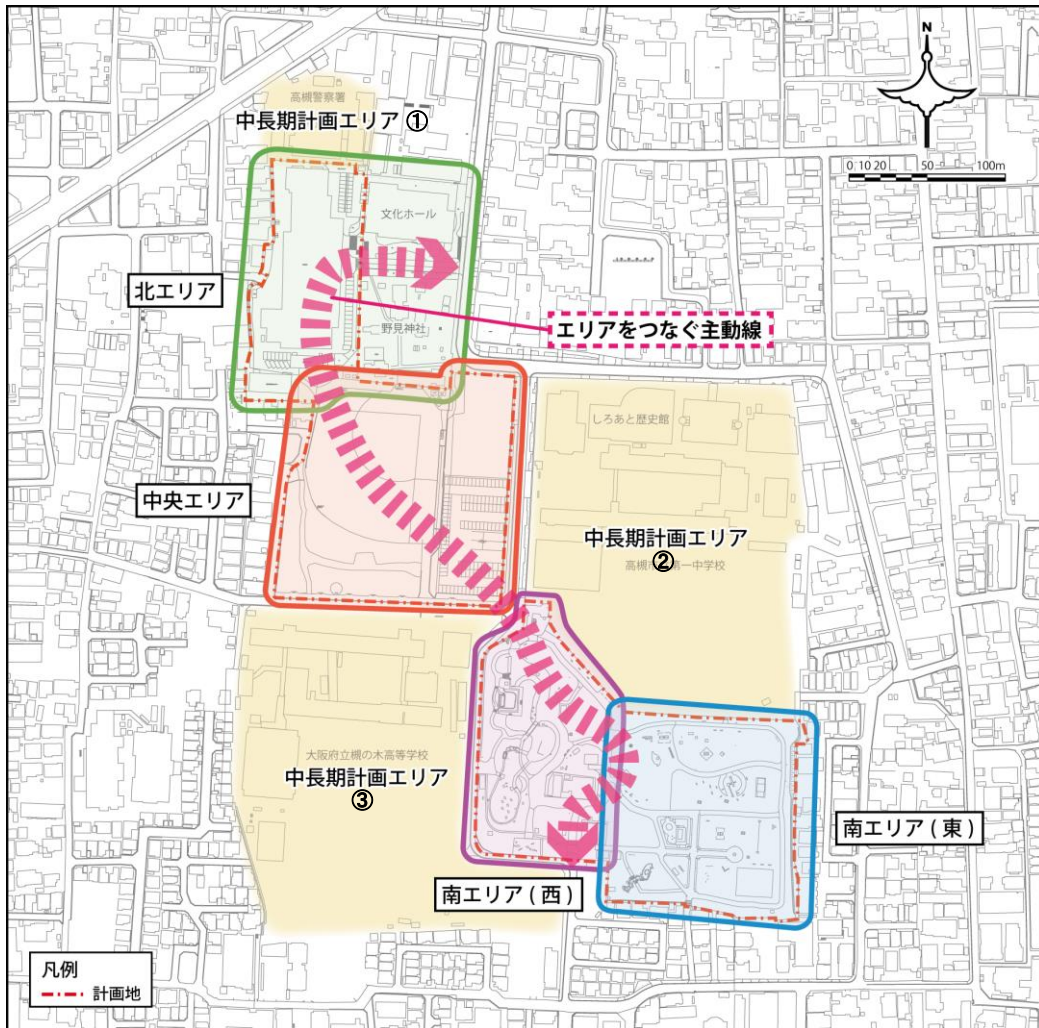 N
高槻警察署
中長期計画エリア ①
0 10 20 50 100m
文化ホール
北エリア
エリアをつなぐ主動線
野見神社
しろあと歴史館
中央エリア
中長期計画エリア
②
第一中学校
大阪府立槻の木高等学校
中長期計画エリア
③
南エリア(東)
南エリア(西)
凡例
計画地